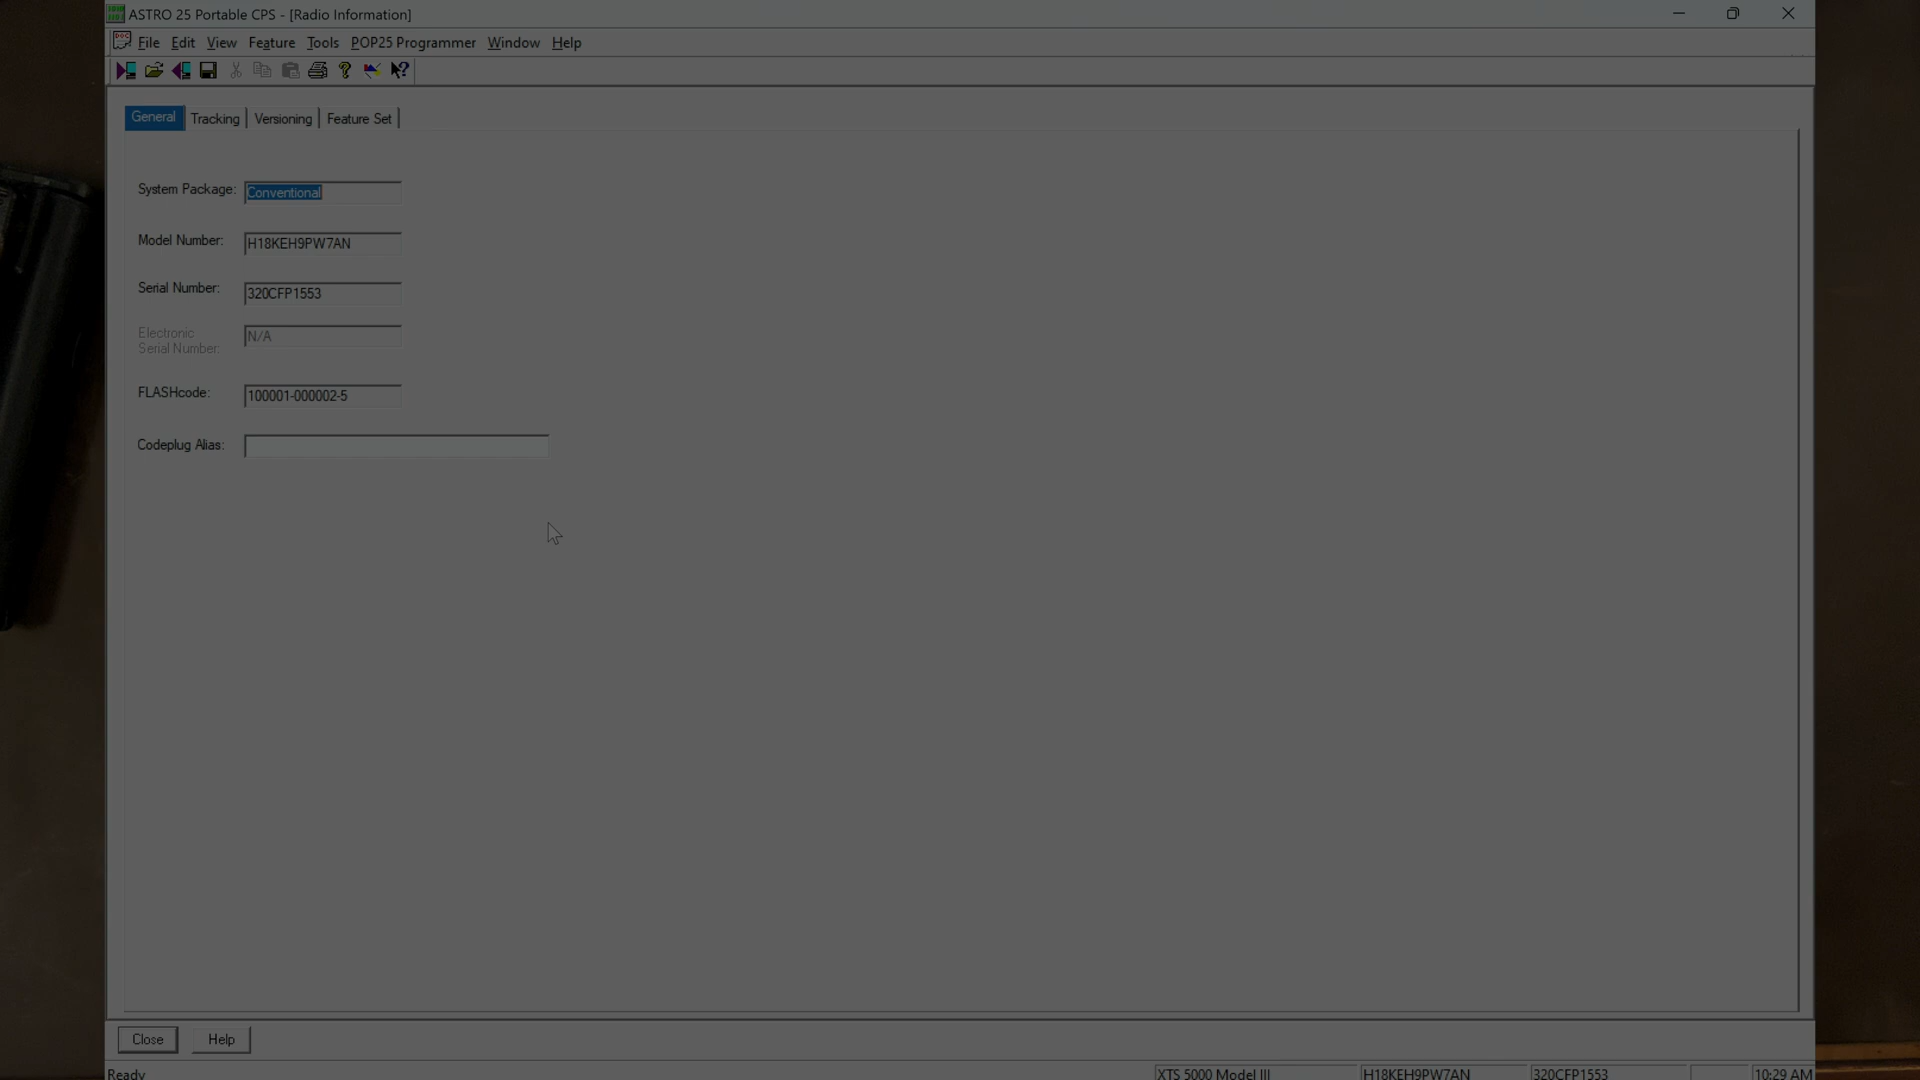 ASTRO 25 Portable CPS - [Radio Information]
File Edit View Feature Tools POP25 Programmer Window Help
General Tracking Versioning Feature Set
System Package: Conventional
Model Number: H18KEH9PW7AN
Serial Number: 320CFP1553
Electronic Serial Number: N/A
FLASHcode: 100001-000002-5
Codeplug Alias:
Close Help
Ready XTS 5000 Model III H18KEH9PW7AN 320CFP1553 10:29 AM